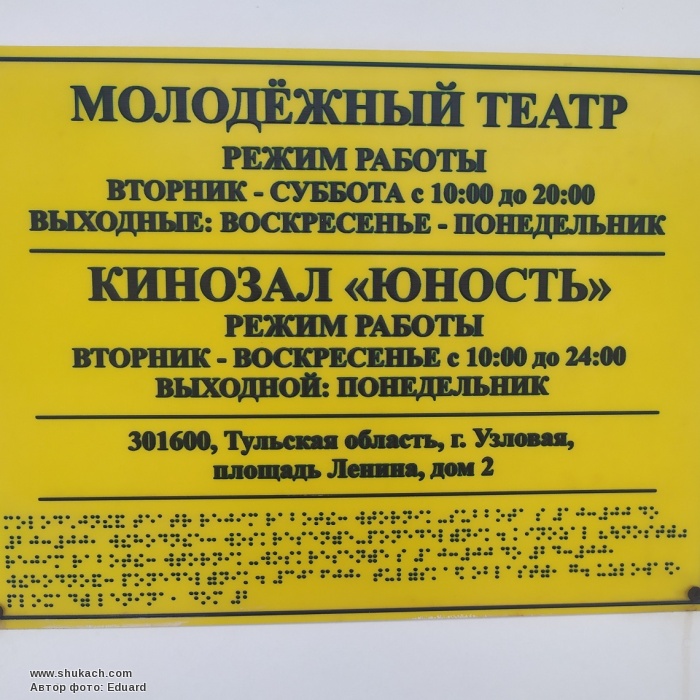 МОЛОДЁЖНЫЙ ТЕАТР
РЕЖИМ РАБОТЫ
ВТОРНИК - СУББОТА с 10:00 до 20:00
ВЫХОДНЫЕ: ВОСКРЕСЕНЬЕ - ПОНЕДЕЛЬНИК
КИНОЗАЛ «ЮНОСТЬ»
РЕЖИМ РАБОТЫ
ВТОРНИК - ВОСКРЕСЕНЬЕ с 10:00 до 24:00
ВЫХОДНОЙ: ПОНЕДЕЛЬНИК
301600, Тульская область, г. Узловая,
площадь Ленина, дом 2
www.shukach.com
Автор фото: Eduard